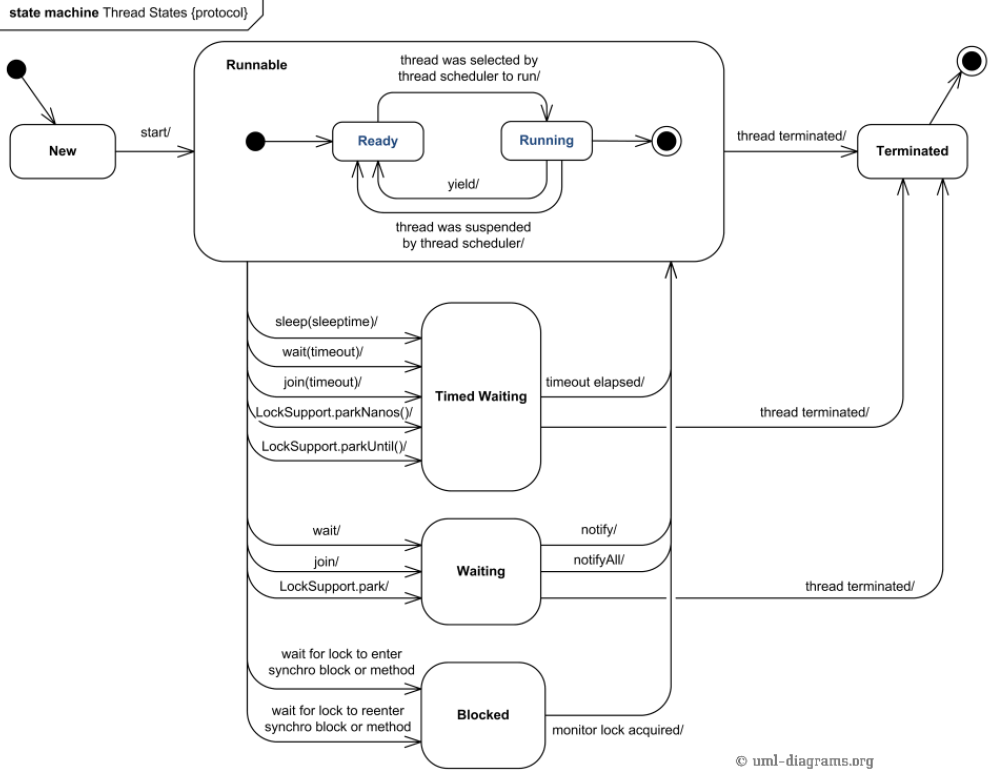 state machine Thread States {protocol}
Runnable
thread was selected by
thread scheduler to run/
New
start/
Ready
Running
thread terminated/
Terminated
yield/
thread was suspended
by thread scheduler/
sleep(sleeptime)/
wait(timeout)/
join(timeout)/
LockSupport.parkNanos()/
LockSupport.parkUntil()/
Timed Waiting
timeout elapsed/
thread terminated/
wait/
join/
LockSupport.park/
Waiting
notify/
notifyAll/
thread terminated/
wait for lock to enter
synchro block or method
wait for lock to reenter
synchro block or method
Blocked
monitor lock acquired/
© uml-diagrams.org